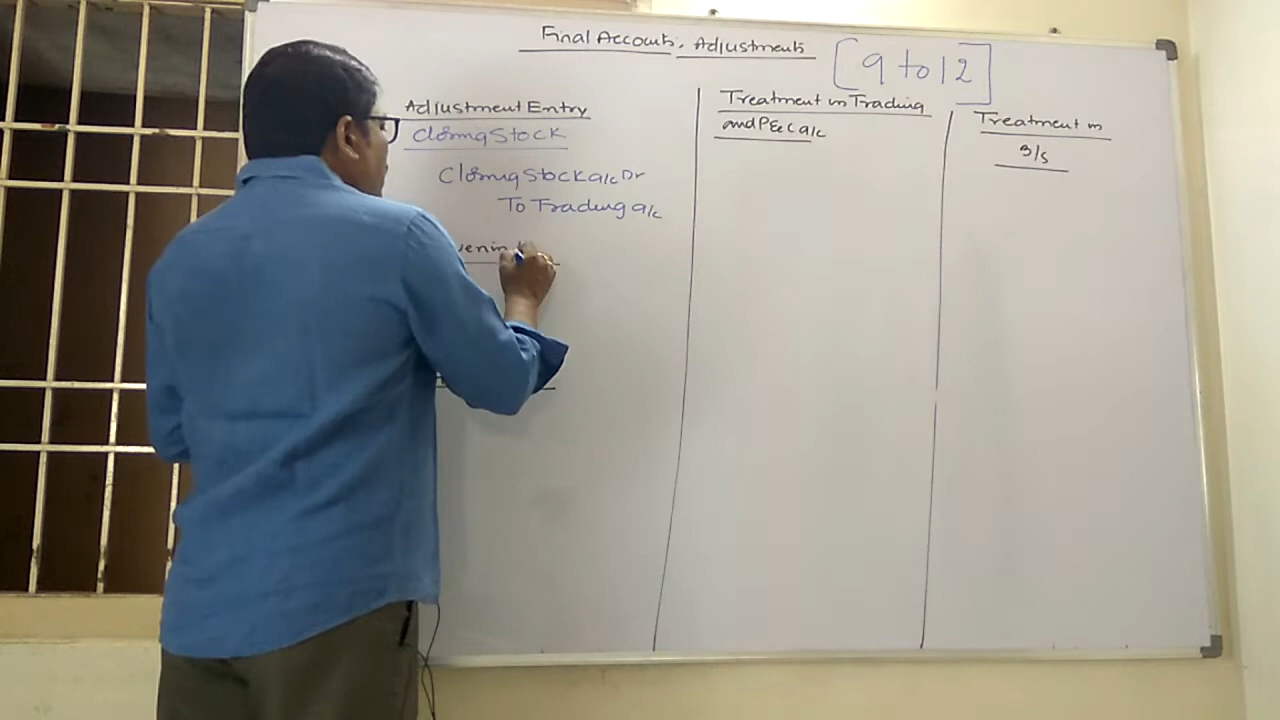 Final Accounts, Adjustments
[9 to 12]
Adjustment Entry
Closing Stock
Closing Stock a/c Dr
To Trading a/c
Treatment in Trading
and P&L a/c
Treatment in
B/S